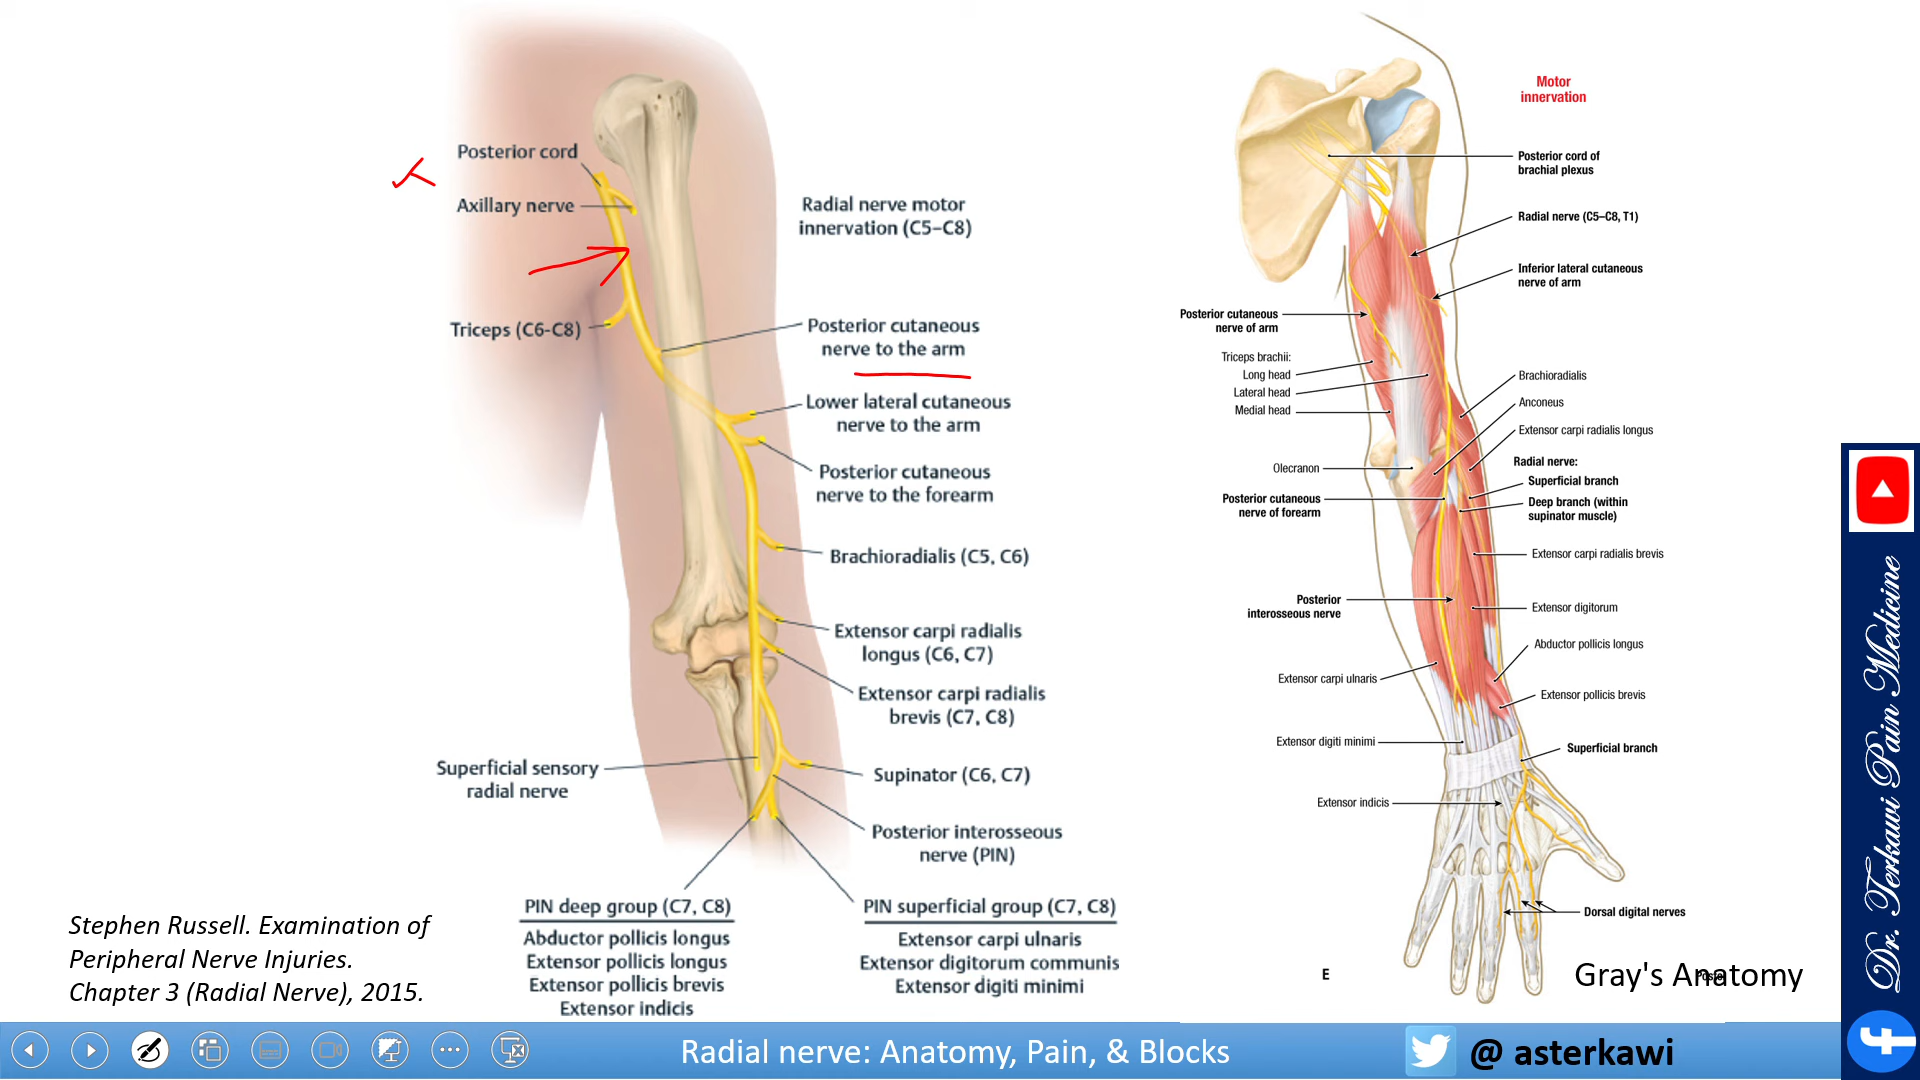 Posterior cord
Axillary nerve
Triceps (C6-C8)
Radial nerve motor
innervation (C5–C8)
Posterior cutaneous
nerve to the arm
Lower lateral cutaneous
nerve to the arm
Posterior cutaneous
nerve to the forearm
Brachioradialis (C5, C6)
Extensor carpi radialis
longus (C6, C7)
Extensor carpi radialis
brevis (C7, C8)
Superficial sensory
radial nerve
Supinator (C6, C7)
Posterior interosseous
nerve (PIN)
PIN deep group (C7, C8)
Abductor pollicis longus
Extensor pollicis longus
Extensor pollicis brevis
Extensor indicis
PIN superficial group (C7, C8)
Extensor carpi ulnaris
Extensor digitorum communis
Extensor digiti minimi
Stephen Russell. Examination of
Peripheral Nerve Injuries.
Chapter 3 (Radial Nerve), 2015.
Motor
innervation
Posterior cord of
brachial plexus
Radial nerve (C5–C8, T1)
Inferior lateral cutaneous
nerve of arm
Posterior cutaneous
nerve of arm
Triceps brachii:
Long head
Lateral head
Medial head
Brachioradialis
Anconeus
Extensor carpi radialis longus
Olecranon
Radial nerve:
Superficial branch
Deep branch (within
supinator muscle)
Posterior cutaneous
nerve of forearm
Extensor carpi radialis brevis
Posterior
interosseous nerve
Extensor digitorum
Abductor pollicis longus
Extensor carpi ulnaris
Extensor pollicis brevis
Extensor digiti minimi
Superficial branch
Extensor indicis
Dorsal digital nerves
E
Gray's Anatomy
Dr. Terkawi Pain Medicine
Radial nerve: Anatomy, Pain, & Blocks
@ asterkawi